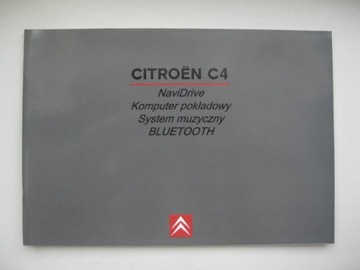 CITROËN C4
NaviDrive
Komputer pokładowy
System muzyczny
BLUETOOTH